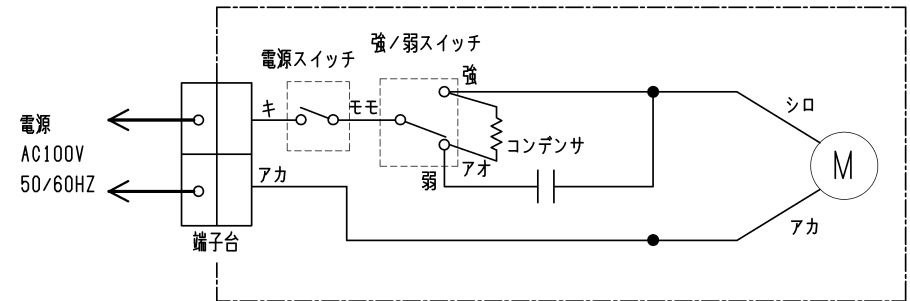 強/弱スイッチ
電源スイッチ
強
キ
モモ
シロ
電源
AC100V
50/60HZ
コンデンサ
M
アカ
アオ
弱
アカ
端子台